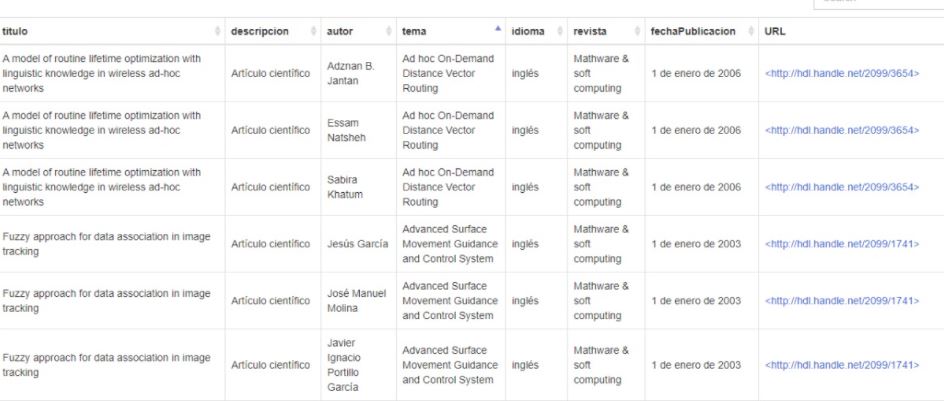 Search
titulo descripcion autor tema idioma revista fechaPublicacion URL
A model of routine lifetime optimization with
linguistic knowledge in wireless ad-hoc
networks
Artículo científico
Adznan B.
Jantan
Ad hoc On-Demand
Distance Vector
Routing
inglés
Mathware &
soft
computing
1 de enero de 2006
<http://hdl.handle.net/2099/3654>
A model of routine lifetime optimization with
linguistic knowledge in wireless ad-hoc
networks
Artículo científico
Essam
Natsheh
Ad hoc On-Demand
Distance Vector
Routing
inglés
Mathware &
soft
computing
1 de enero de 2006
<http://hdl.handle.net/2099/3654>
A model of routine lifetime optimization with
linguistic knowledge in wireless ad-hoc
networks
Artículo científico
Sabira
Khatum
Ad hoc On-Demand
Distance Vector
Routing
inglés
Mathware &
soft
computing
1 de enero de 2006
<http://hdl.handle.net/2099/3654>
Fuzzy approach for data association in image
tracking
Artículo científico
Jesús García
Advanced Surface
Movement Guidance
and Control System
inglés
Mathware &
soft
computing
1 de enero de 2003
<http://hdl.handle.net/2099/1741>
Fuzzy approach for data association in image
tracking
Artículo científico
José Manuel
Molina
Advanced Surface
Movement Guidance
and Control System
inglés
Mathware &
soft
computing
1 de enero de 2003
<http://hdl.handle.net/2099/1741>
Fuzzy approach for data association in image
tracking
Artículo científico
Javier
Ignacio
Portillo
García
Advanced Surface
Movement Guidance
and Control System
inglés
Mathware &
soft
computing
1 de enero de 2003
<http://hdl.handle.net/2099/1741>